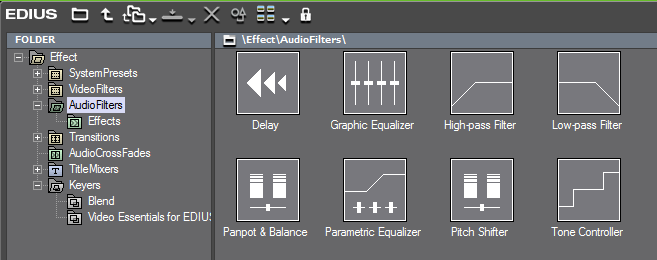 EDIUS
FOLDER
\Effect\AudioFilters\
Effect
SystemPresets
VideoFilters
AudioFilters
Effects
Transitions
AudioCrossFades
TitleMixers
Keyers
Blend
Video Essentials for EDIUS
Delay
Graphic Equalizer
High-pass Filter
Low-pass Filter
Panpot & Balance
Parametric Equalizer
Pitch Shifter
Tone Controller